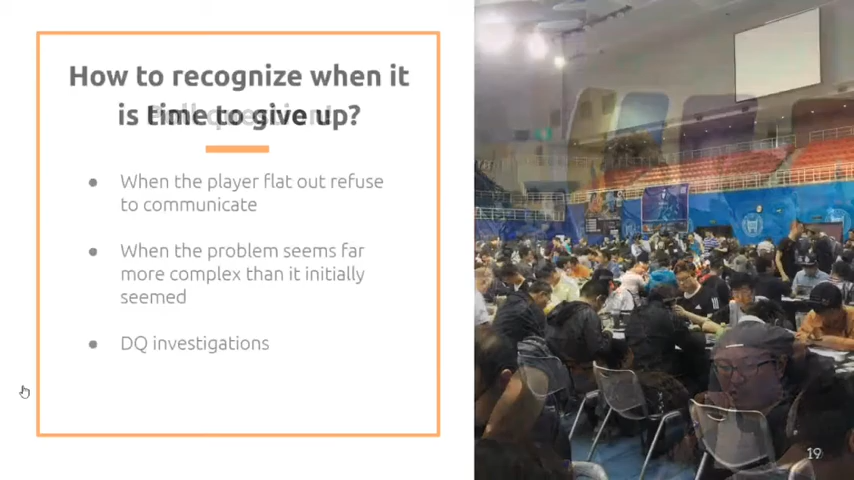 How to recognize when it
is time to give up?
● When the player flat out refuse
to communicate
● When the problem seems far
more complex than it initially
seemed
● DQ investigations
19